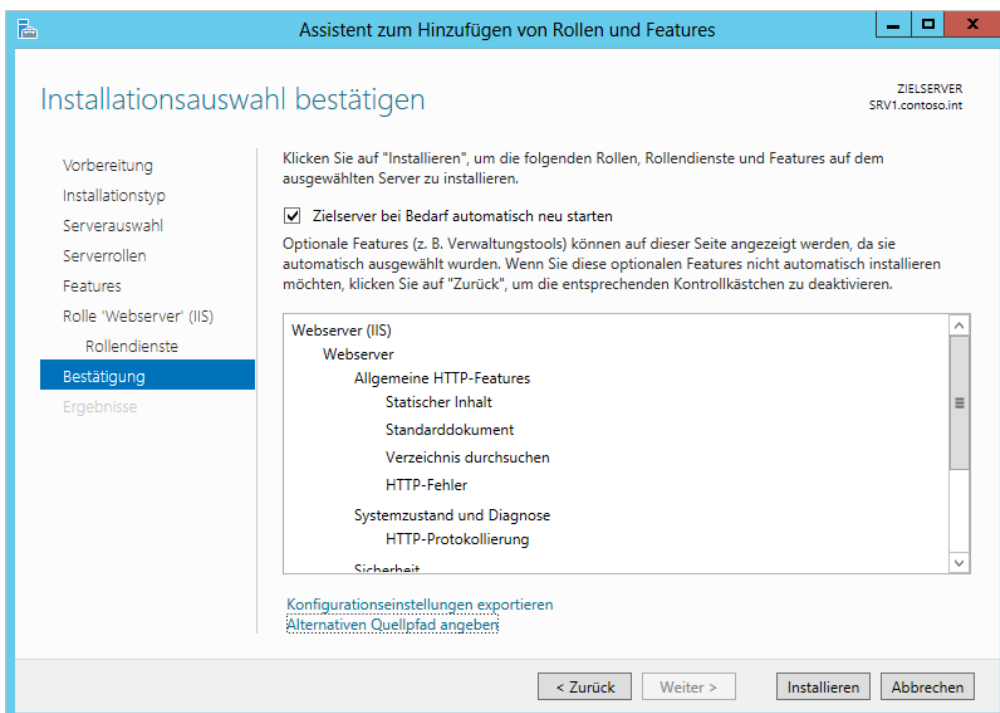 Assistent zum Hinzufügen von Rollen und Features
Installationsauswahl bestätigen
ZIELSERVER
SRV1.contoso.int
Vorbereitung
Installationstyp
Serverauswahl
Serverrollen
Features
Rolle 'Webserver' (IIS)
Rollendienste
Bestätigung
Ergebnisse
Klicken Sie auf "Installieren", um die folgenden Rollen, Rollendienste und Features auf dem
ausgewählten Server zu installieren.
Zielserver bei Bedarf automatisch neu starten
Optionale Features (z. B. Verwaltungstools) können auf dieser Seite angezeigt werden, da sie
automatisch ausgewählt wurden. Wenn Sie diese optionalen Features nicht automatisch installieren
möchten, klicken Sie auf "Zurück", um die entsprechenden Kontrollkästchen zu deaktivieren.
Webserver (IIS)
Webserver
Allgemeine HTTP-Features
Statischer Inhalt
Standarddokument
Verzeichnis durchsuchen
HTTP-Fehler
Systemzustand und Diagnose
HTTP-Protokollierung
Sicherheit
Konfigurationseinstellungen exportieren
Alternativen Quellpfad angeben
< Zurück
Weiter >
Installieren
Abbrechen